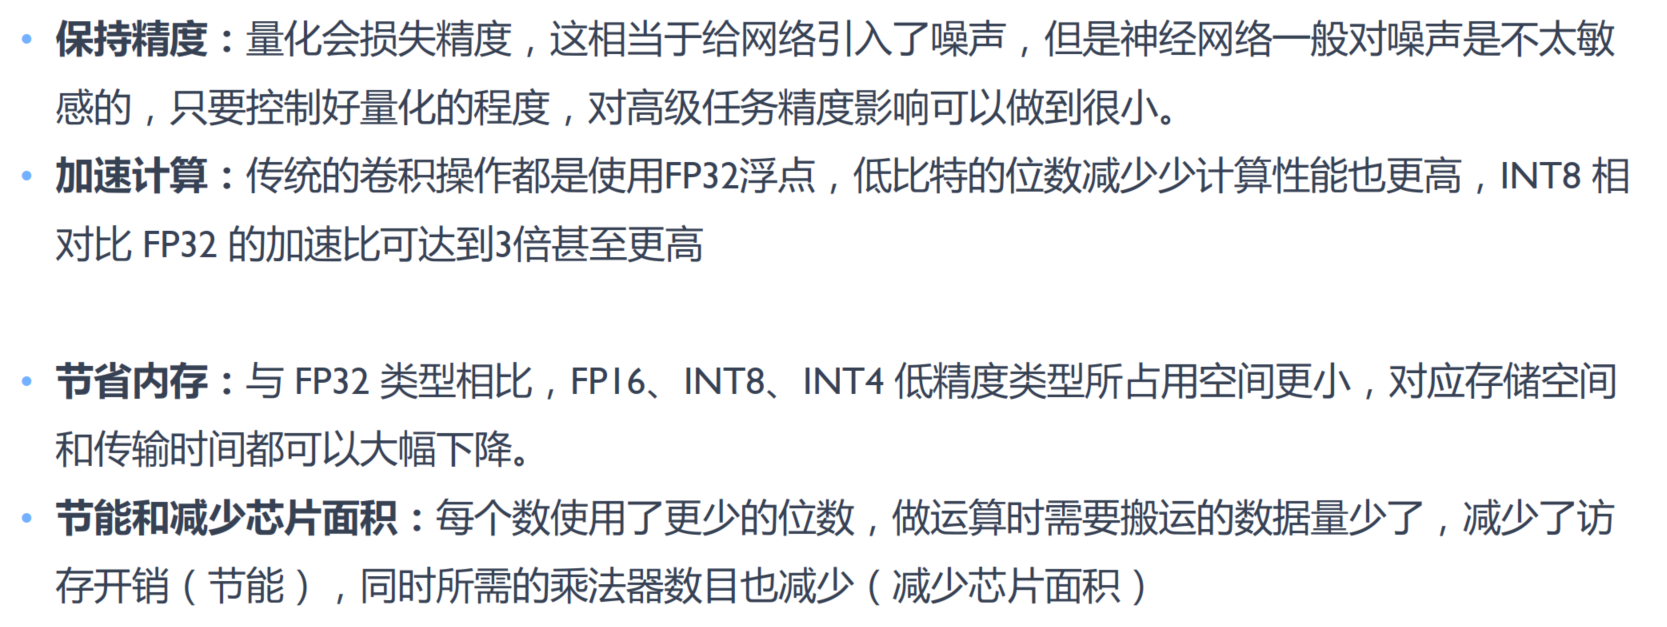 • 保持精度：量化会损失精度，这相当于给网络引入了噪声，但是神经网络一般对噪声是不太敏
感的，只要控制好量化的程度，对高级任务精度影响可以做到很小。
• 加速计算：传统的卷积操作都是使用FP32浮点，低比特的位数减少少计算性能也更高，INT8 相
对比 FP32 的加速比可达到3倍甚至更高
• 节省内存：与 FP32 类型相比，FP16、INT8、INT4 低精度类型所占用空间更小，对应存储空间
和传输时间都可以大幅下降。
• 节能和减少芯片面积：每个数使用了更少的位数，做运算时需要搬运的数据量少了，减少了访
存开销（节能），同时所需的乘法器数目也减少（减少芯片面积）